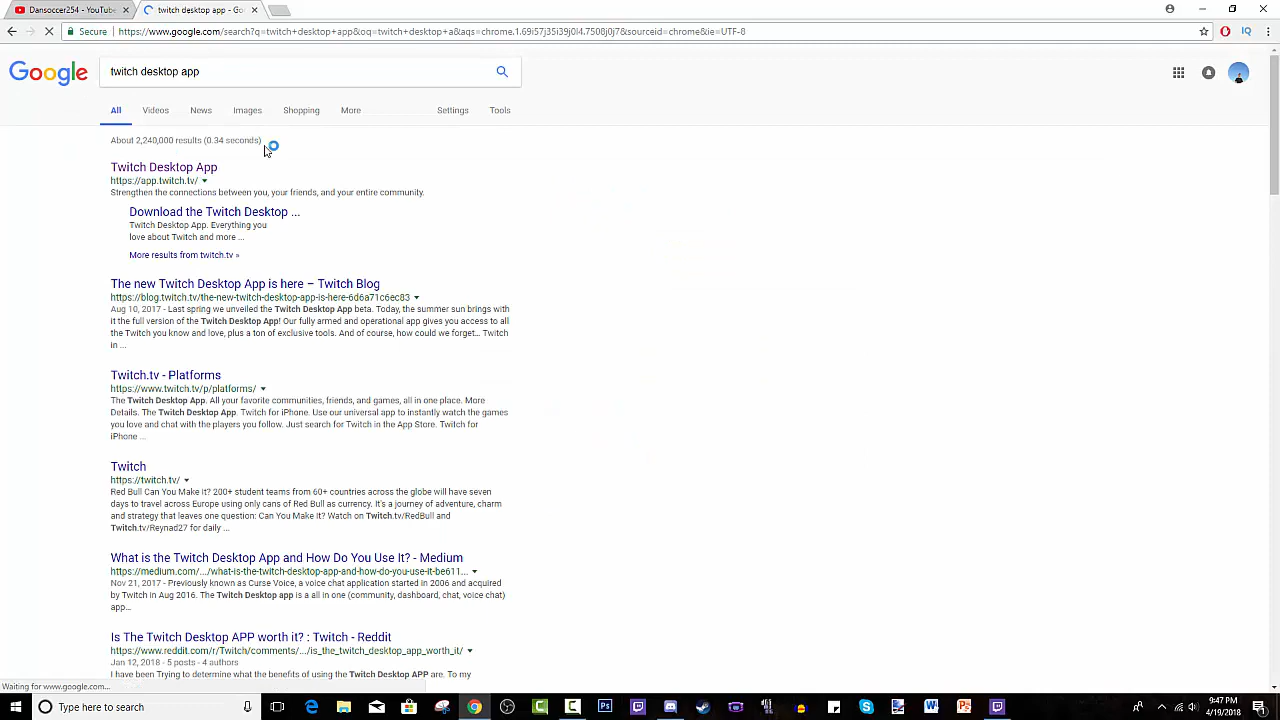 Dansoccer254 - YouTube
twitch desktop app - Go
Secure https://www.google.com/search?q=twitch+desktop+app&oq=twitch+desktop+a&aqs=chrome.1.69i57j35i39j0l4.7508j0j7&sourceid=chrome&ie=UTF-8
Google twitch desktop app
All Videos News Images Shopping More Settings Tools
About 2,240,000 results (0.34 seconds)
Twitch Desktop App
https://app.twitch.tv/
Strengthen the connections between you, your friends, and your entire community.
Download the Twitch Desktop ...
Twitch Desktop App. Everything you
love about Twitch and more ...
More results from twitch.tv »
The new Twitch Desktop App is here – Twitch Blog
https://blog.twitch.tv/the-new-twitch-desktop-app-is-here-6d6a71c6ec83
Aug 10, 2017 - Last spring we unveiled the Twitch Desktop App beta. Today, the summer sun brings with
it the full version of the Twitch Desktop App! Our fully armed and operational app gives you access to all
the Twitch you know and love, plus a ton of exclusive tools. And of course, how could we forget... Twitch
in ...
Twitch.tv - Platforms
https://www.twitch.tv/p/platforms/
The Twitch Desktop App. All your favorite communities, friends, and games, all in one place. More
Details. The Twitch Desktop App. Twitch for iPhone. Use our universal app to instantly watch the games
you love and chat with the players you follow. Just search for Twitch in the App Store. Twitch for
iPhone ...
Twitch
https://twitch.tv/
Red Bull Can You Make It? 200+ student teams from 60+ countries across the globe will have seven
days to travel across Europe using only cans of Red Bull as currency. It's a journey of adventure, charm
and strategy that leaves one question: Can You Make It? Watch on Twitch.tv/RedBull and
Twitch.tv/Reynad27 for daily ...
What is the Twitch Desktop App and How Do You Use It? - Medium
https://medium.com/.../what-is-the-twitch-desktop-app-and-how-do-you-use-it-be611...
Nov 21, 2017 - Previously known as Curse Voice, a voice chat application started in 2006 and acquired
by Twitch in Aug 2016. The Twitch Desktop app is a all in one (community, dashboard, chat, voice chat)
app...
Is The Twitch Desktop APP worth it? : Twitch - Reddit
https://www.reddit.com/r/Twitch/comments/.../is_the_twitch_desktop_app_worth_it/
Jan 12, 2018 - 5 posts - 4 authors
I have been Trying to determine what the benefits of using the Twitch Desktop APP are. To my
Waiting for www.google.com...
Type here to search
9:47 PM
4/19/2018